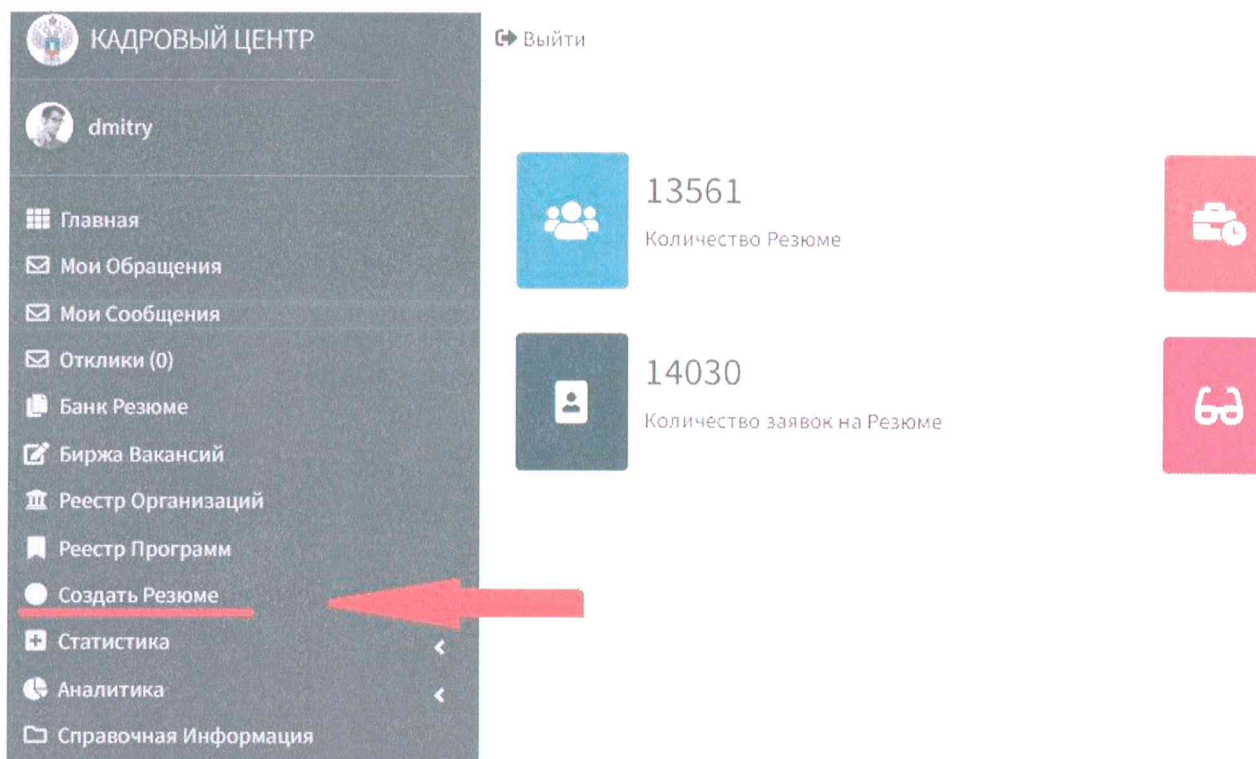 КАДРОВЫЙ ЦЕНТР
Выйти
dmitry
Главная
Мои Обращения
Мои Сообщения
Отклики (0)
Банк Резюме
Биржа Вакансий
Реестр Организаций
Реестр Программ
Создать Резюме
Статистика
Аналитика
Справочная Информация
13561
Количество Резюме
14030
Количество заявок на Резюме